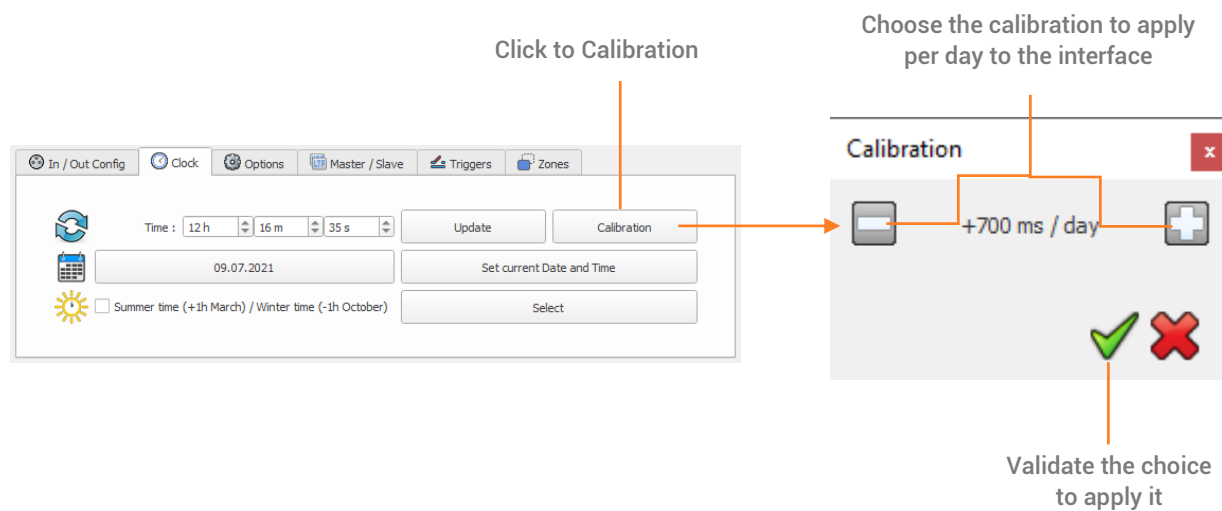 Click to Calibration
Choose the calibration to apply
per day to the interface
In / Out Config
Clock
Options
LTP
Master / Slave
Triggers
Zones
Time :
12 h
16 m
35 s
Update
Calibration
09.07.2021
Set current Date and Time
Summer time (+1h March) / Winter time (-1h October)
Select
Calibration
x
+700 ms / day
Validate the choice
to apply it